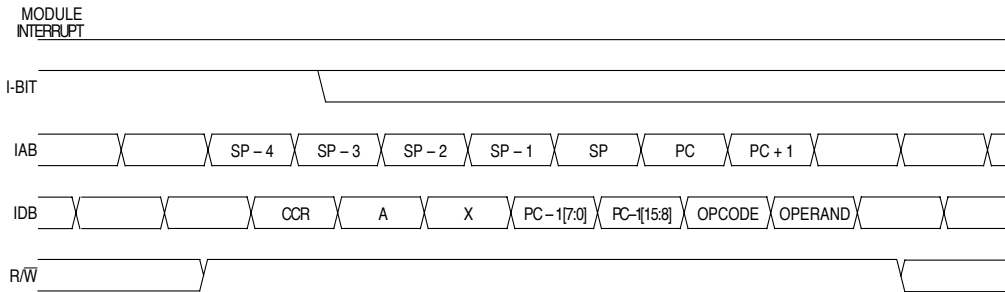 MODULE
INTERRUPT
I-BIT
IAB SP – 4 SP – 3 SP – 2 SP – 1 SP PC PC + 1
IDB CCR A X PC – 1[7:0] PC–1[15:8] OPCODE OPERAND
R/W̅